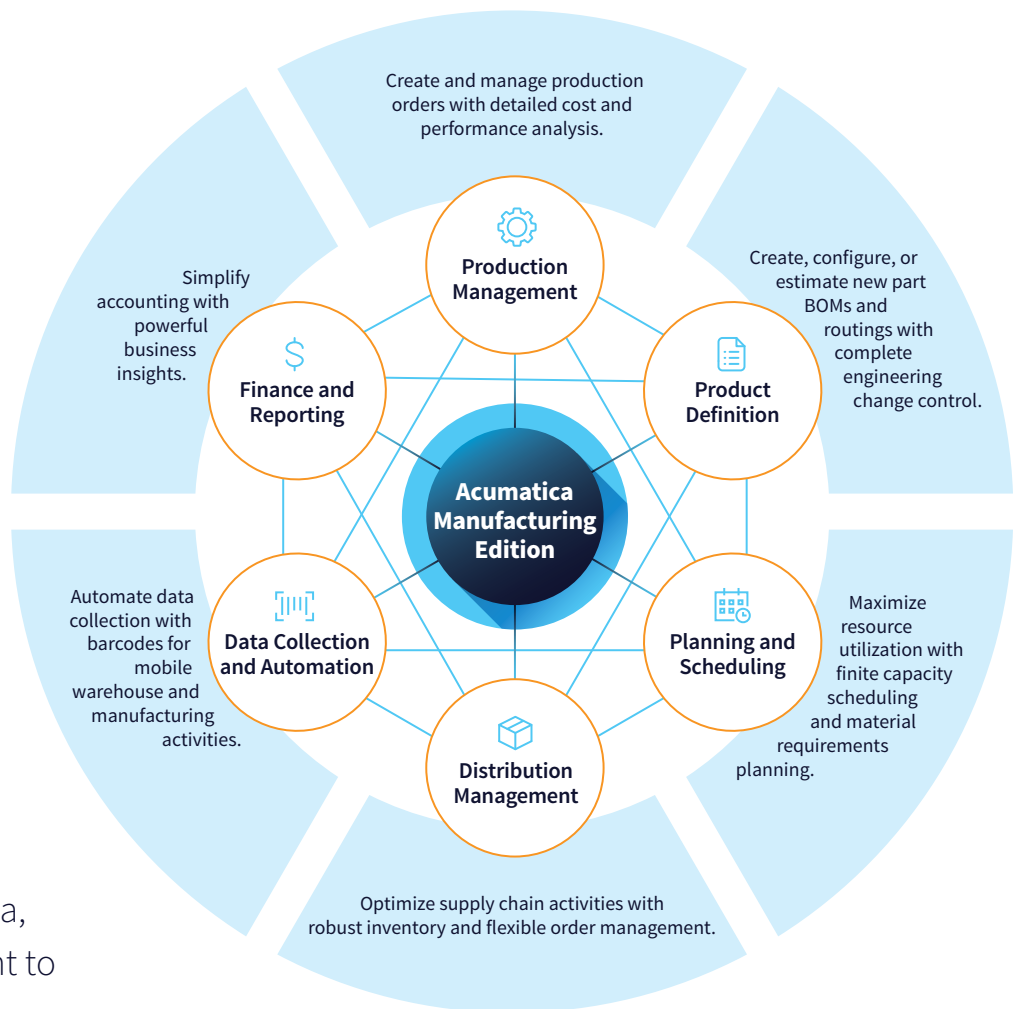 Create and manage production
orders with detailed cost and
performance analysis.
Production
Management
Create, configure, or
estimate new part
BOMs and
routings with
complete
engineering
change control.
Product
Definition
Simplify
accounting with
powerful
business
insights.
Finance and
Reporting
Acumatica
Manufacturing
Edition
Automate data
collection with
barcodes for
mobile
warehouse and
manufacturing
activities.
Data Collection
and Automation
Planning and
Scheduling
Maximize
resource
utilization with
finite capacity
scheduling
and material
requirements
planning.
Distribution
Management
Optimize supply chain activities with
robust inventory and flexible order management.
a,
nt to